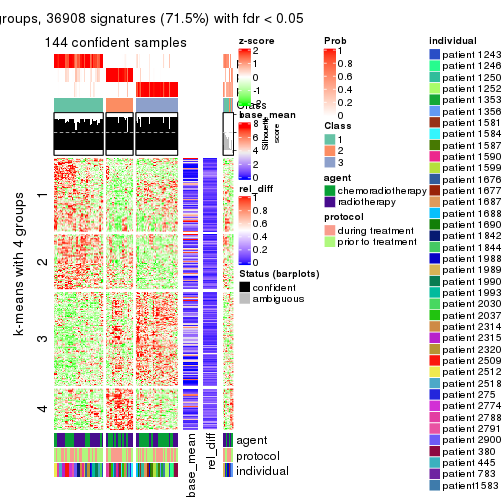 groups, 36908 signatures (71.5%) with fdr < 0.05
144 confident samples
k-means with 4 groups
1
2
3
4
Class
base_mean
rel_diff
agent
protocol
individual
z-score
2
1
0
-1
-2
base_mean
8
6
4
2
0
Silhouette
score
rel_diff
1
0.8
0.6
0.4
0.2
0
Status (barplots)
confident
ambiguous
Prob
1
0.8
0.6
0.4
0.2
0
Class
1
2
3
agent
chemoradiotherapy
radiotherapy
protocol
during treatment
prior to treatment
individual
patient 1243
patient 1246
patient 1250
patient 1252
patient 1353
patient 1356
patient 1581
patient 1584
patient 1587
patient 1590
patient 1599
patient 1676
patient 1677
patient 1687
patient 1688
patient 1690
patient 1842
patient 1844
patient 1988
patient 1989
patient 1990
patient 1993
patient 2030
patient 2037
patient 2314
patient 2315
patient 2320
patient 2509
patient 2512
patient 2518
patient 275
patient 2774
patient 2788
patient 2791
patient 2900
patient 380
patient 445
patient 783
patient1583